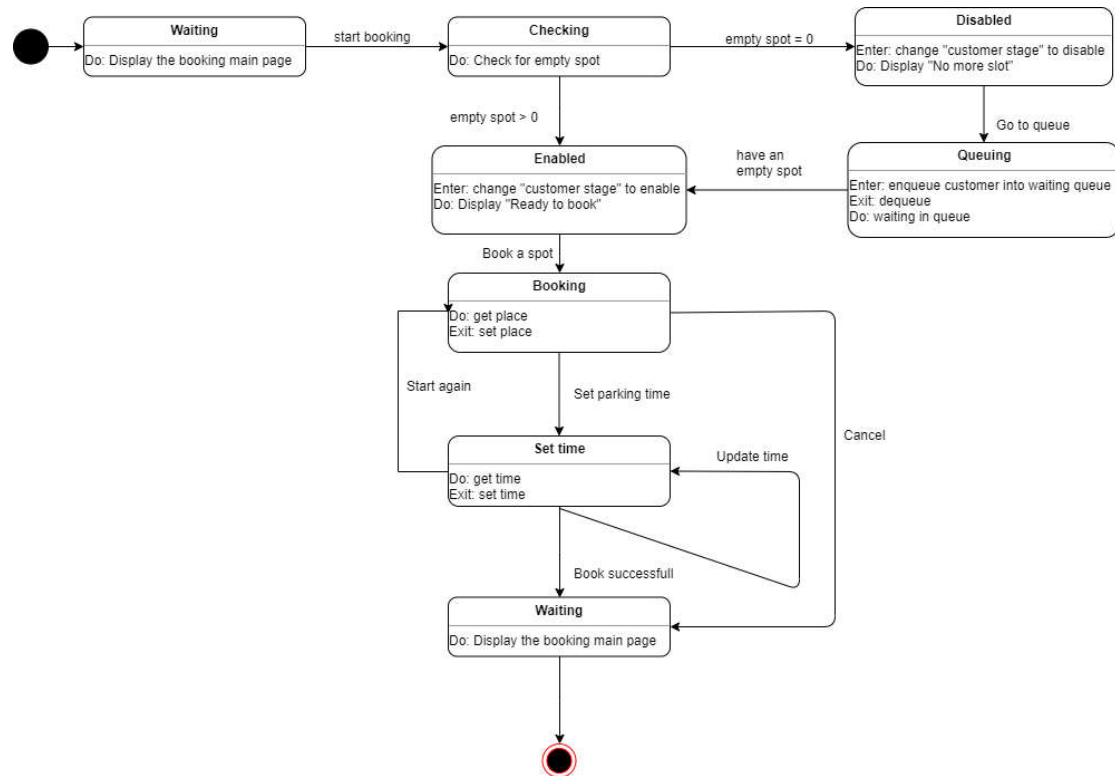 Waiting
Do: Display the booking main page
start booking
Checking
Do: Check for empty spot
empty spot = 0
Disabled
Enter: change "customer stage" to disable
Do: Display "No more slot"
empty spot > 0
Go to queue
Enabled
Enter: change "customer stage" to enable
Do: Display "Ready to book"
have an
empty spot
Queuing
Enter: enqueue customer into waiting queue
Exit: dequeue
Do: waiting in queue
Book a spot
Booking
Do: get place
Exit: set place
Start again
Set parking time
Cancel
Set time
Do: get time
Exit: set time
Update time
Book successfull
Waiting
Do: Display the booking main page